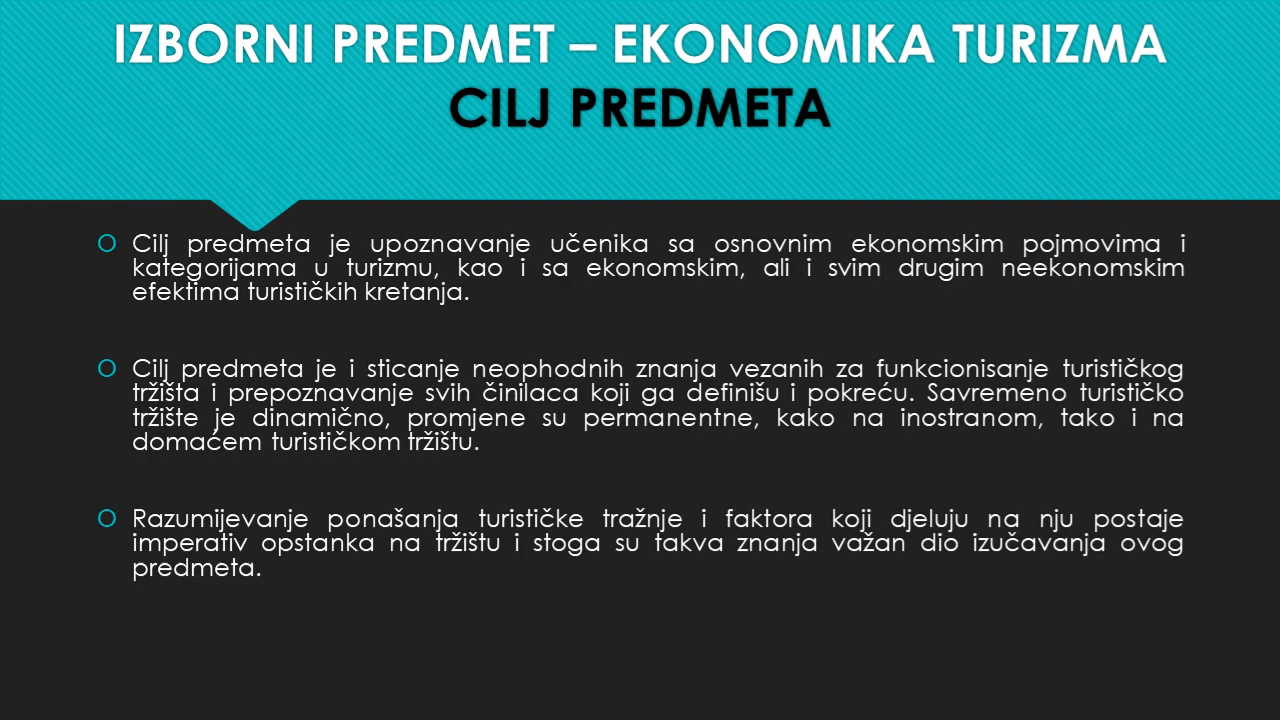 IZBORNI PREDMET – EKONOMIKA TURIZMA
CILJ PREDMETA
Cilj predmeta je upoznavanje učenika sa osnovnim ekonomskim pojmovima i
kategorijama u turizmu, kao i sa ekonomskim, ali i svim drugim neekonomskim
efektima turističkih kretanja.
Cilj predmeta je i sticanje neophodnih znanja vezanih za funkcionisanje turističkog
tržišta i prepoznavanje svih činilaca koji ga definišu i pokreću. Savremeno turističko
tržište je dinamično, promjene su permanentne, kako na inostranom, tako i na
domaćem turističkom tržištu.
Razumijevanje ponašanja turističke tražnje i faktora koji djeluju na nju postaje
imperativ opstanka na tržištu i stoga su takva znanja važan dio izučavanja ovog
predmeta.